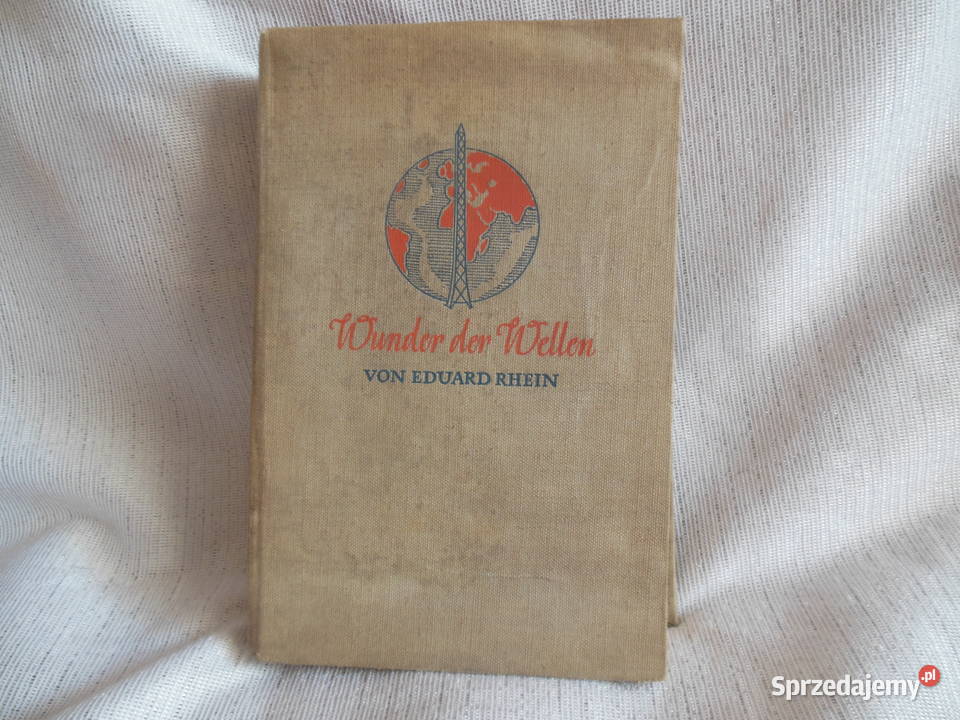 Wunder der Wellen
VON EDUARD RHEIN
Sprzedajemy.pl